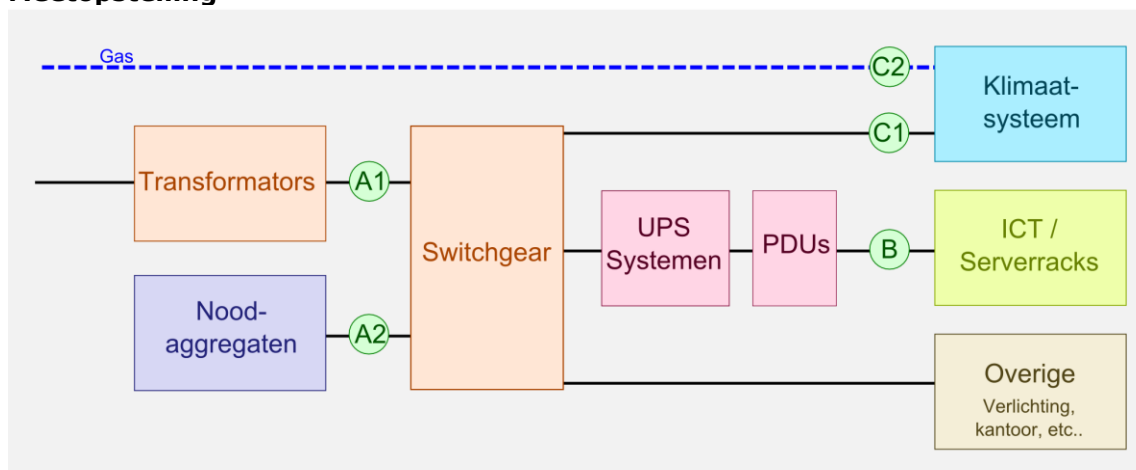 Gas
C2
Klimaat-
systeem
C1
Transformators
A1
Switchgear
UPS
Systemen
PDUs
B
ICT /
Serverracks
Nood-
aggregaten
A2
Overige
Verlichting,
kantoor, etc..